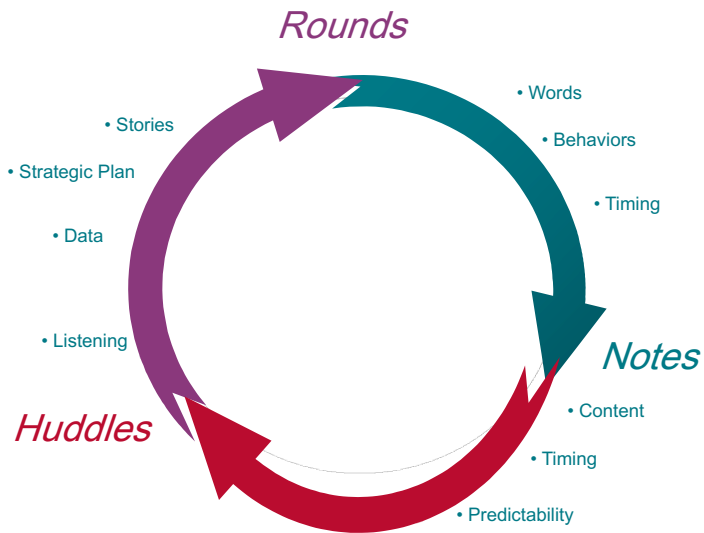 Rounds
• Words
• Behaviors
• Timing
Notes
• Content
• Timing
• Predictability
Huddles
• Listening
• Data
• Strategic Plan
• Stories